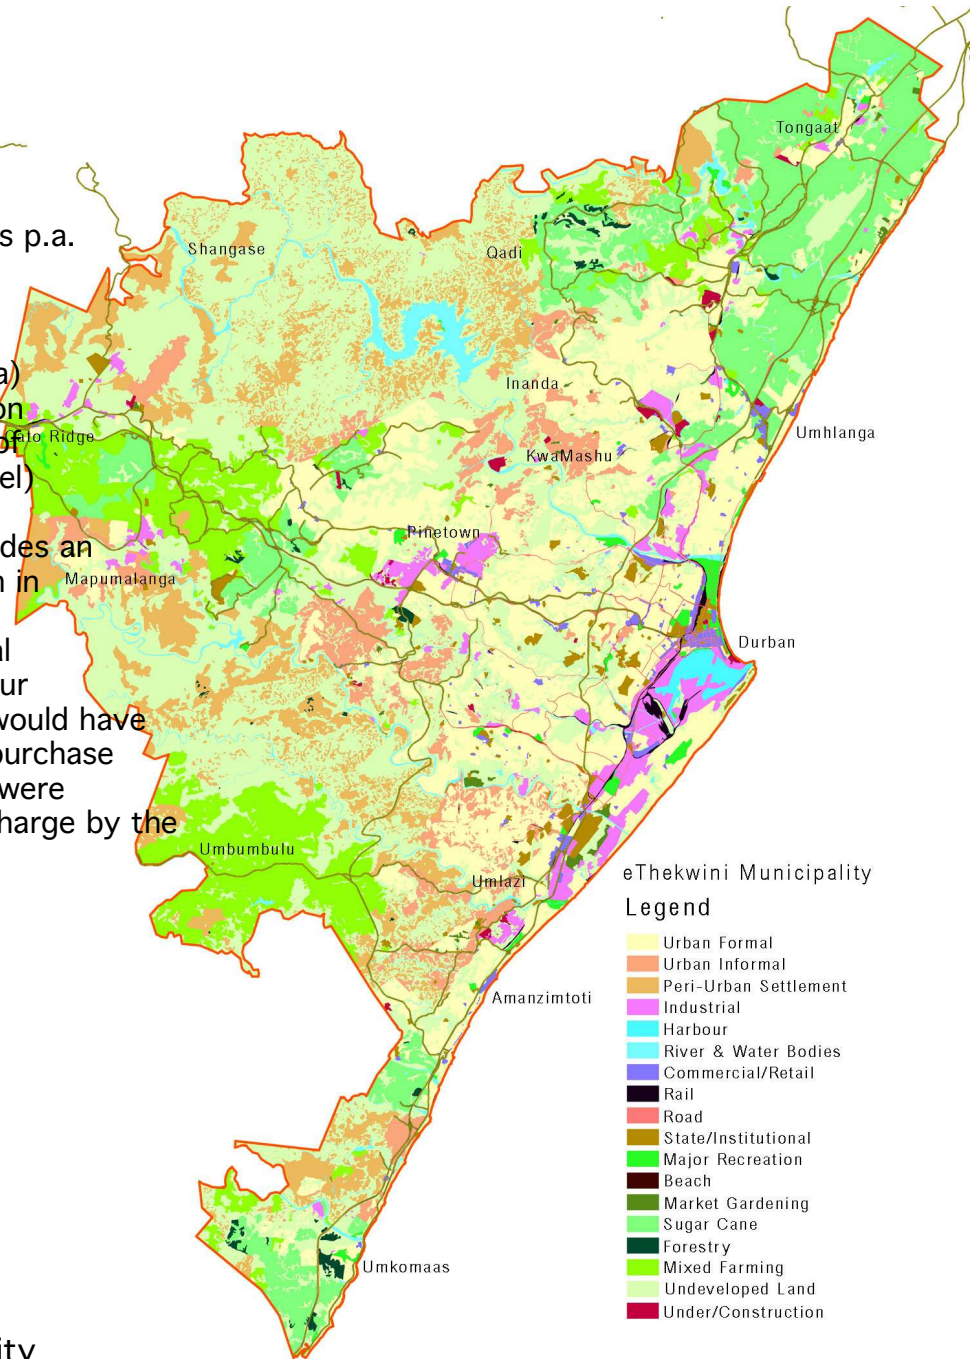 s p.a.
a)
on
of
el)
des an
n in
al
our
would have
purchase
were
harge by the
ity
Tongaat
Shangase
Qadi
Inanda
Umhlanga
Cato Ridge
KwaMashu
Pinetown
Mapumalanga
Durban
Umbumbulu
Umlazi
Amanzimtoti
Umkomaas
eThekwini Municipality
Legend
Urban Formal
Urban Informal
Peri-Urban Settlement
Industrial
Harbour
River & Water Bodies
Commercial/Retail
Rail
Road
State/Institutional
Major Recreation
Beach
Market Gardening
Sugar Cane
Forestry
Mixed Farming
Undeveloped Land
Under/Construction